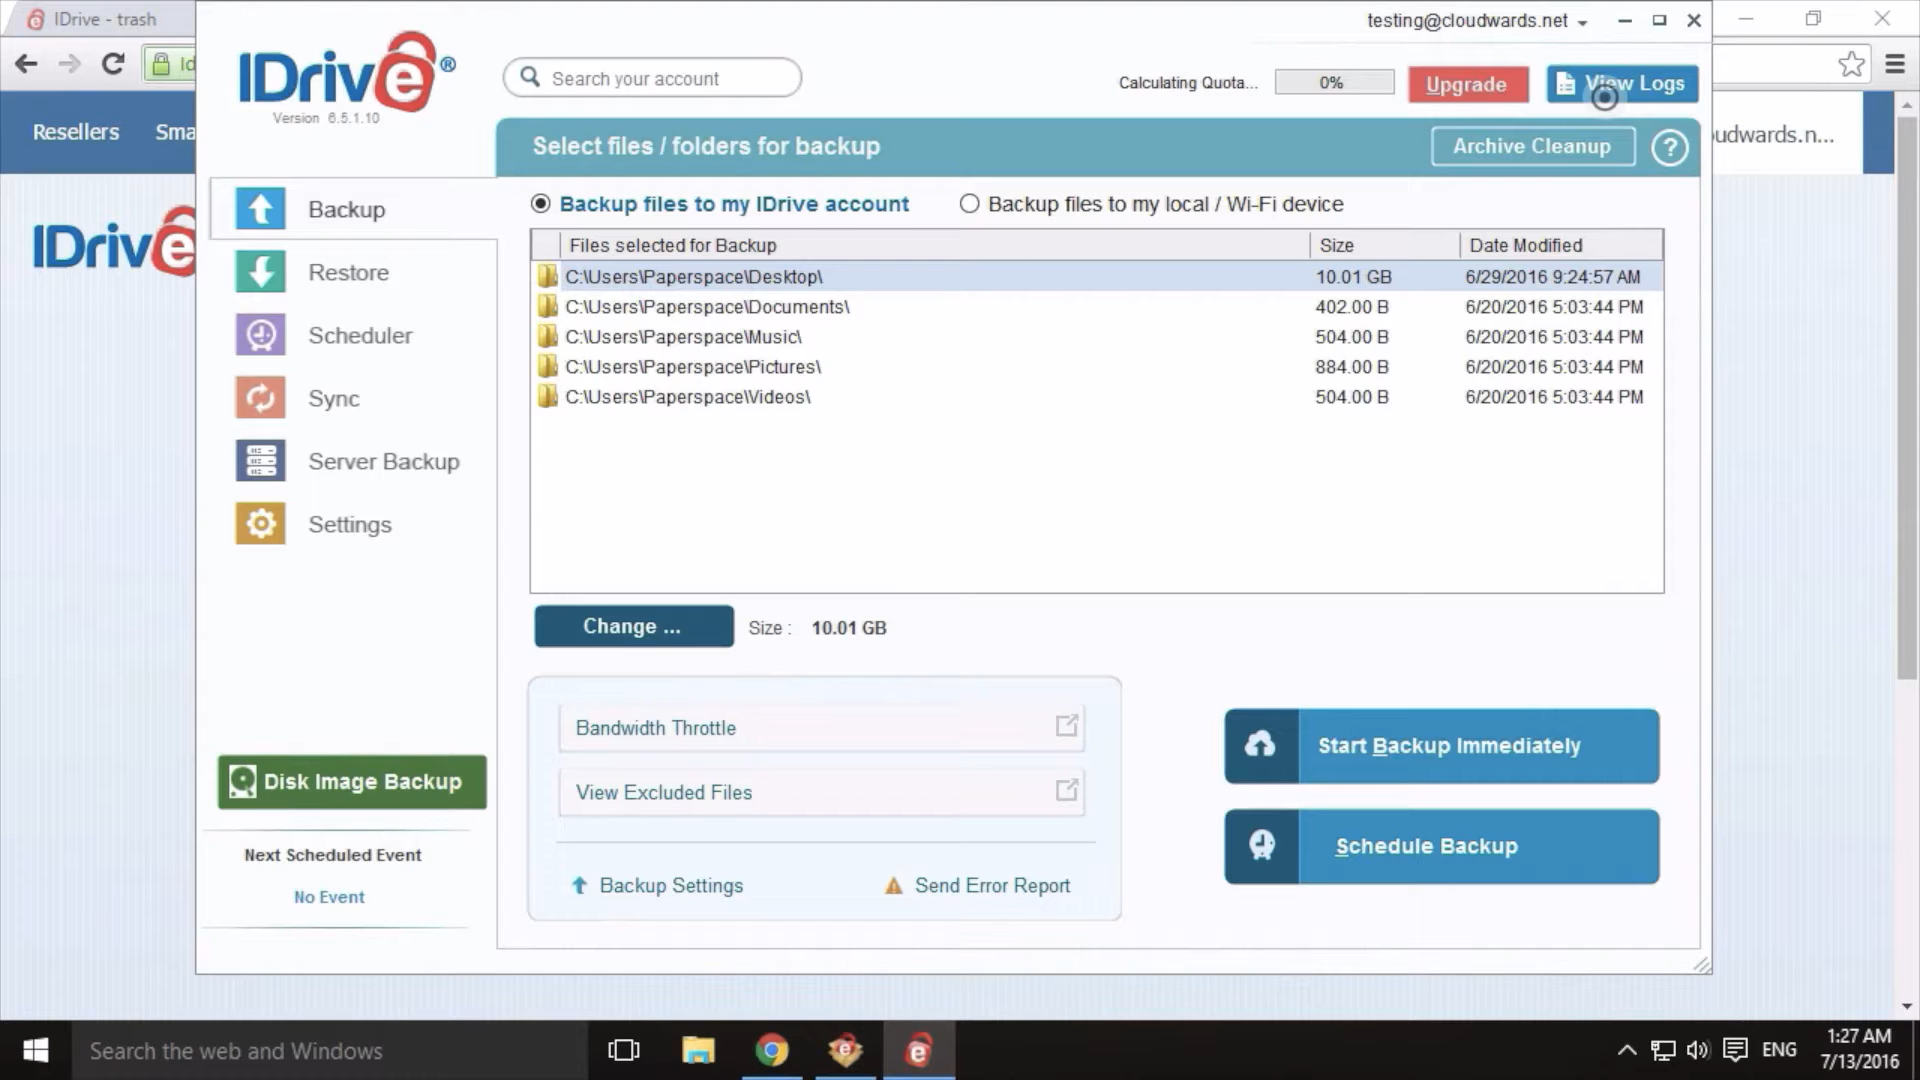 IDrive - trash
testing@cloudwards.net
Id
IDrive®
Version 6.5.1.10
Search your account
Calculating Quota...
0%
Upgrade
View Logs
Resellers
Sma
Select files / folders for backup
Archive Cleanup
?
oudwards.n...
IDrive
Backup
Restore
Scheduler
Sync
Server Backup
Settings
Backup files to my IDrive account
Backup files to my local / Wi-Fi device
Files selected for Backup Size Date Modified
C:\Users\Paperspace\Desktop\ 10.01 GB 6/29/2016 9:24:57 AM
C:\Users\Paperspace\Documents\ 402.00 B 6/20/2016 5:03:44 PM
C:\Users\Paperspace\Music\ 504.00 B 6/20/2016 5:03:44 PM
C:\Users\Paperspace\Pictures\ 884.00 B 6/20/2016 5:03:44 PM
C:\Users\Paperspace\Videos\ 504.00 B 6/20/2016 5:03:44 PM
Change ...
Size : 10.01 GB
Bandwidth Throttle
View Excluded Files
Backup Settings
Send Error Report
Start Backup Immediately
Schedule Backup
Disk Image Backup
Next Scheduled Event
No Event
Search the web and Windows
ENG
1:27 AM
7/13/2016